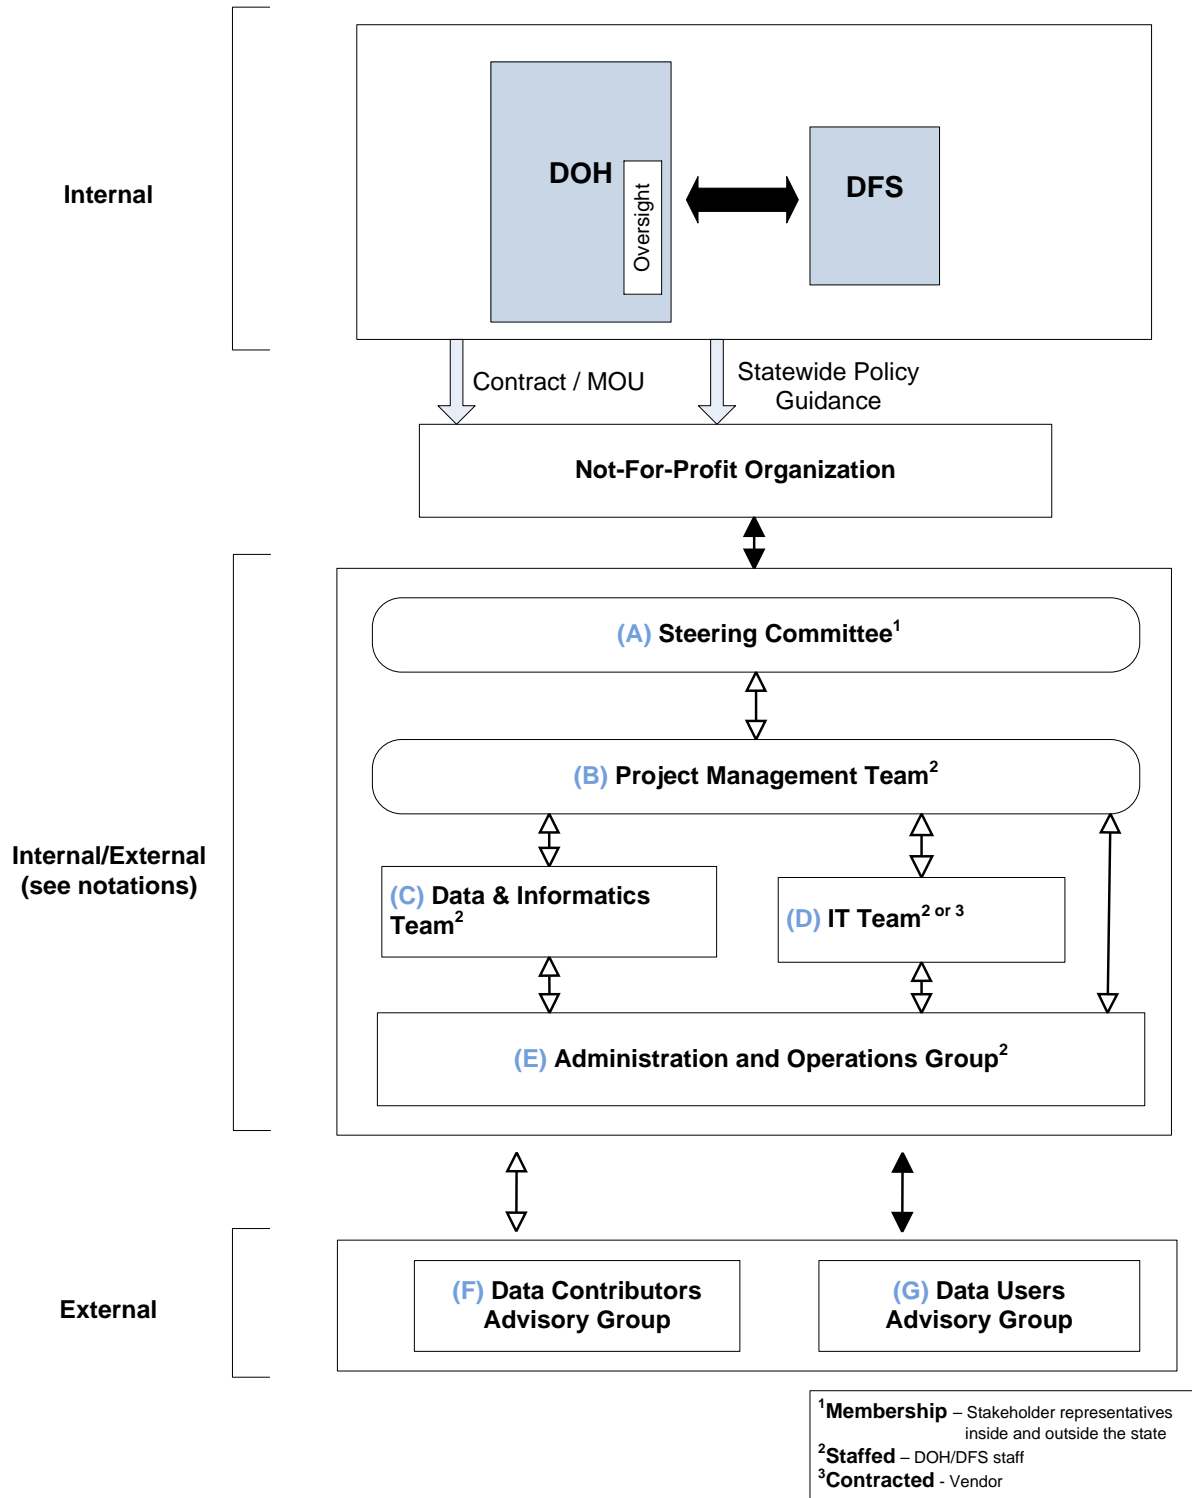 Internal
DOH
Oversight
DFS
Contract / MOU
Statewide Policy
Guidance
Not-For-Profit Organization
Internal/External
(see notations)
(A) Steering Committee¹
(B) Project Management Team²
(C) Data & Informatics
Team²
(D) IT Team² ᵒʳ ³
(E) Administration and Operations Group²
External
(F) Data Contributors
Advisory Group
(G) Data Users
Advisory Group
¹Membership – Stakeholder representatives
inside and outside the state
²Staffed – DOH/DFS staff
³Contracted - Vendor